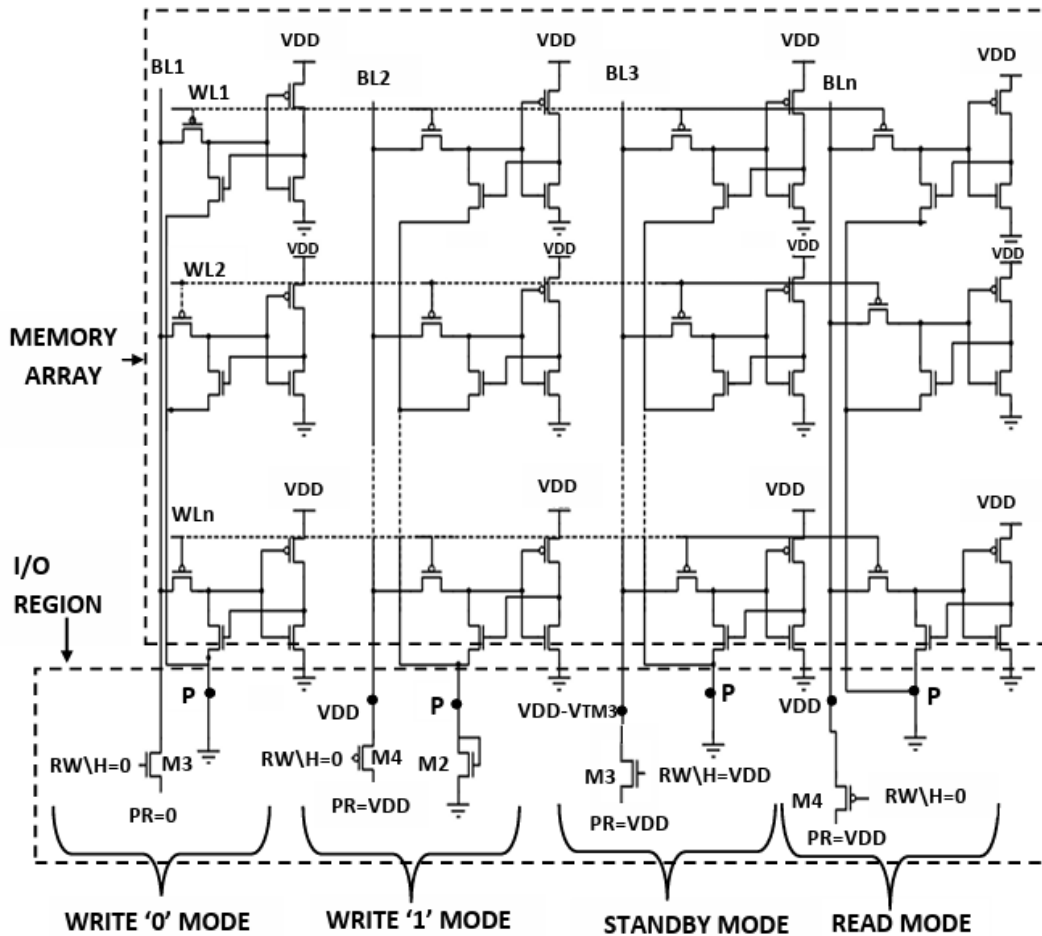 VDD
VDD
VDD
VDD
BL1
BL2
BL3
BLn
WL1
VDD
VDD
VDD
VDD
WL2
MEMORY
ARRAY
VDD
VDD
VDD
VDD
WLn
I/O
REGION
P
VDD
P
VDD-VTM3
P
VDD
P
RW\H=0
M3
RW\H=0
M4
M2
M3
RW\H=VDD
M4
RW\H=0
PR=0
PR=VDD
PR=VDD
PR=VDD
WRITE ‘0’ MODE
WRITE ‘1’ MODE
STANDBY MODE
READ MODE